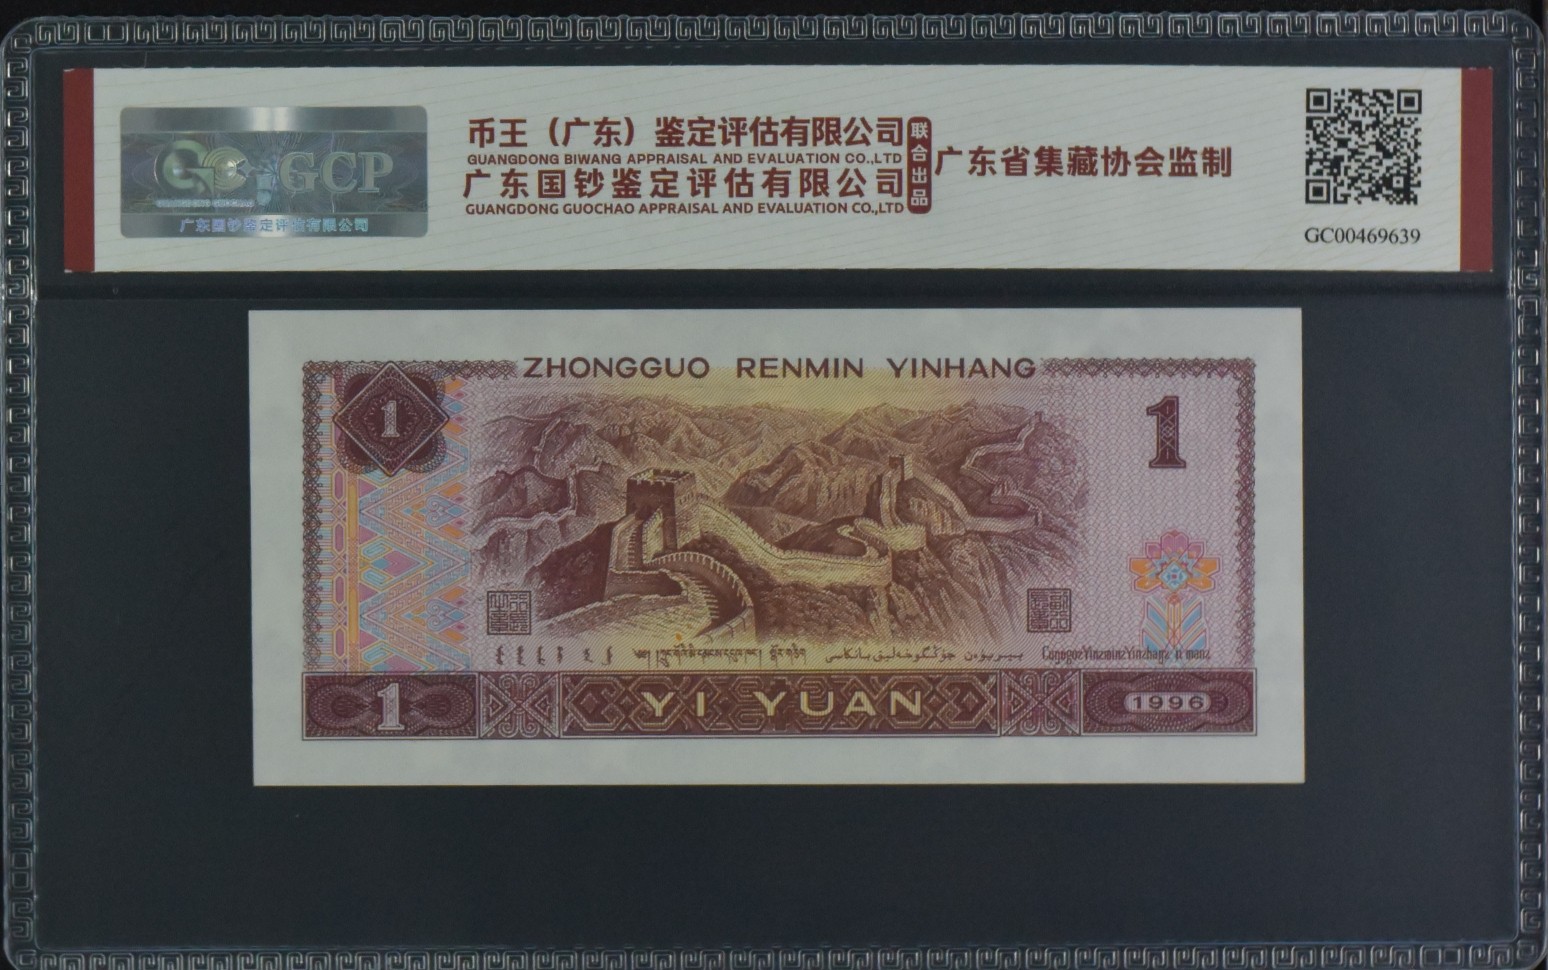 GCP
广东国钞鉴定评估有限公司
币王（广东）鉴定评估有限公司
GUANGDONG BIWANG APPRAISAL AND EVALUATION CO.,LTD
广东国钞鉴定评估有限公司
GUANGDONG GUOCHAO APPRAISAL AND EVALUATION CO.,LTD
联合出品
广东省集藏协会监制
GC00469639
ZHONGGUO RENMIN YINHANG
1
1
1
YI YUAN
1996